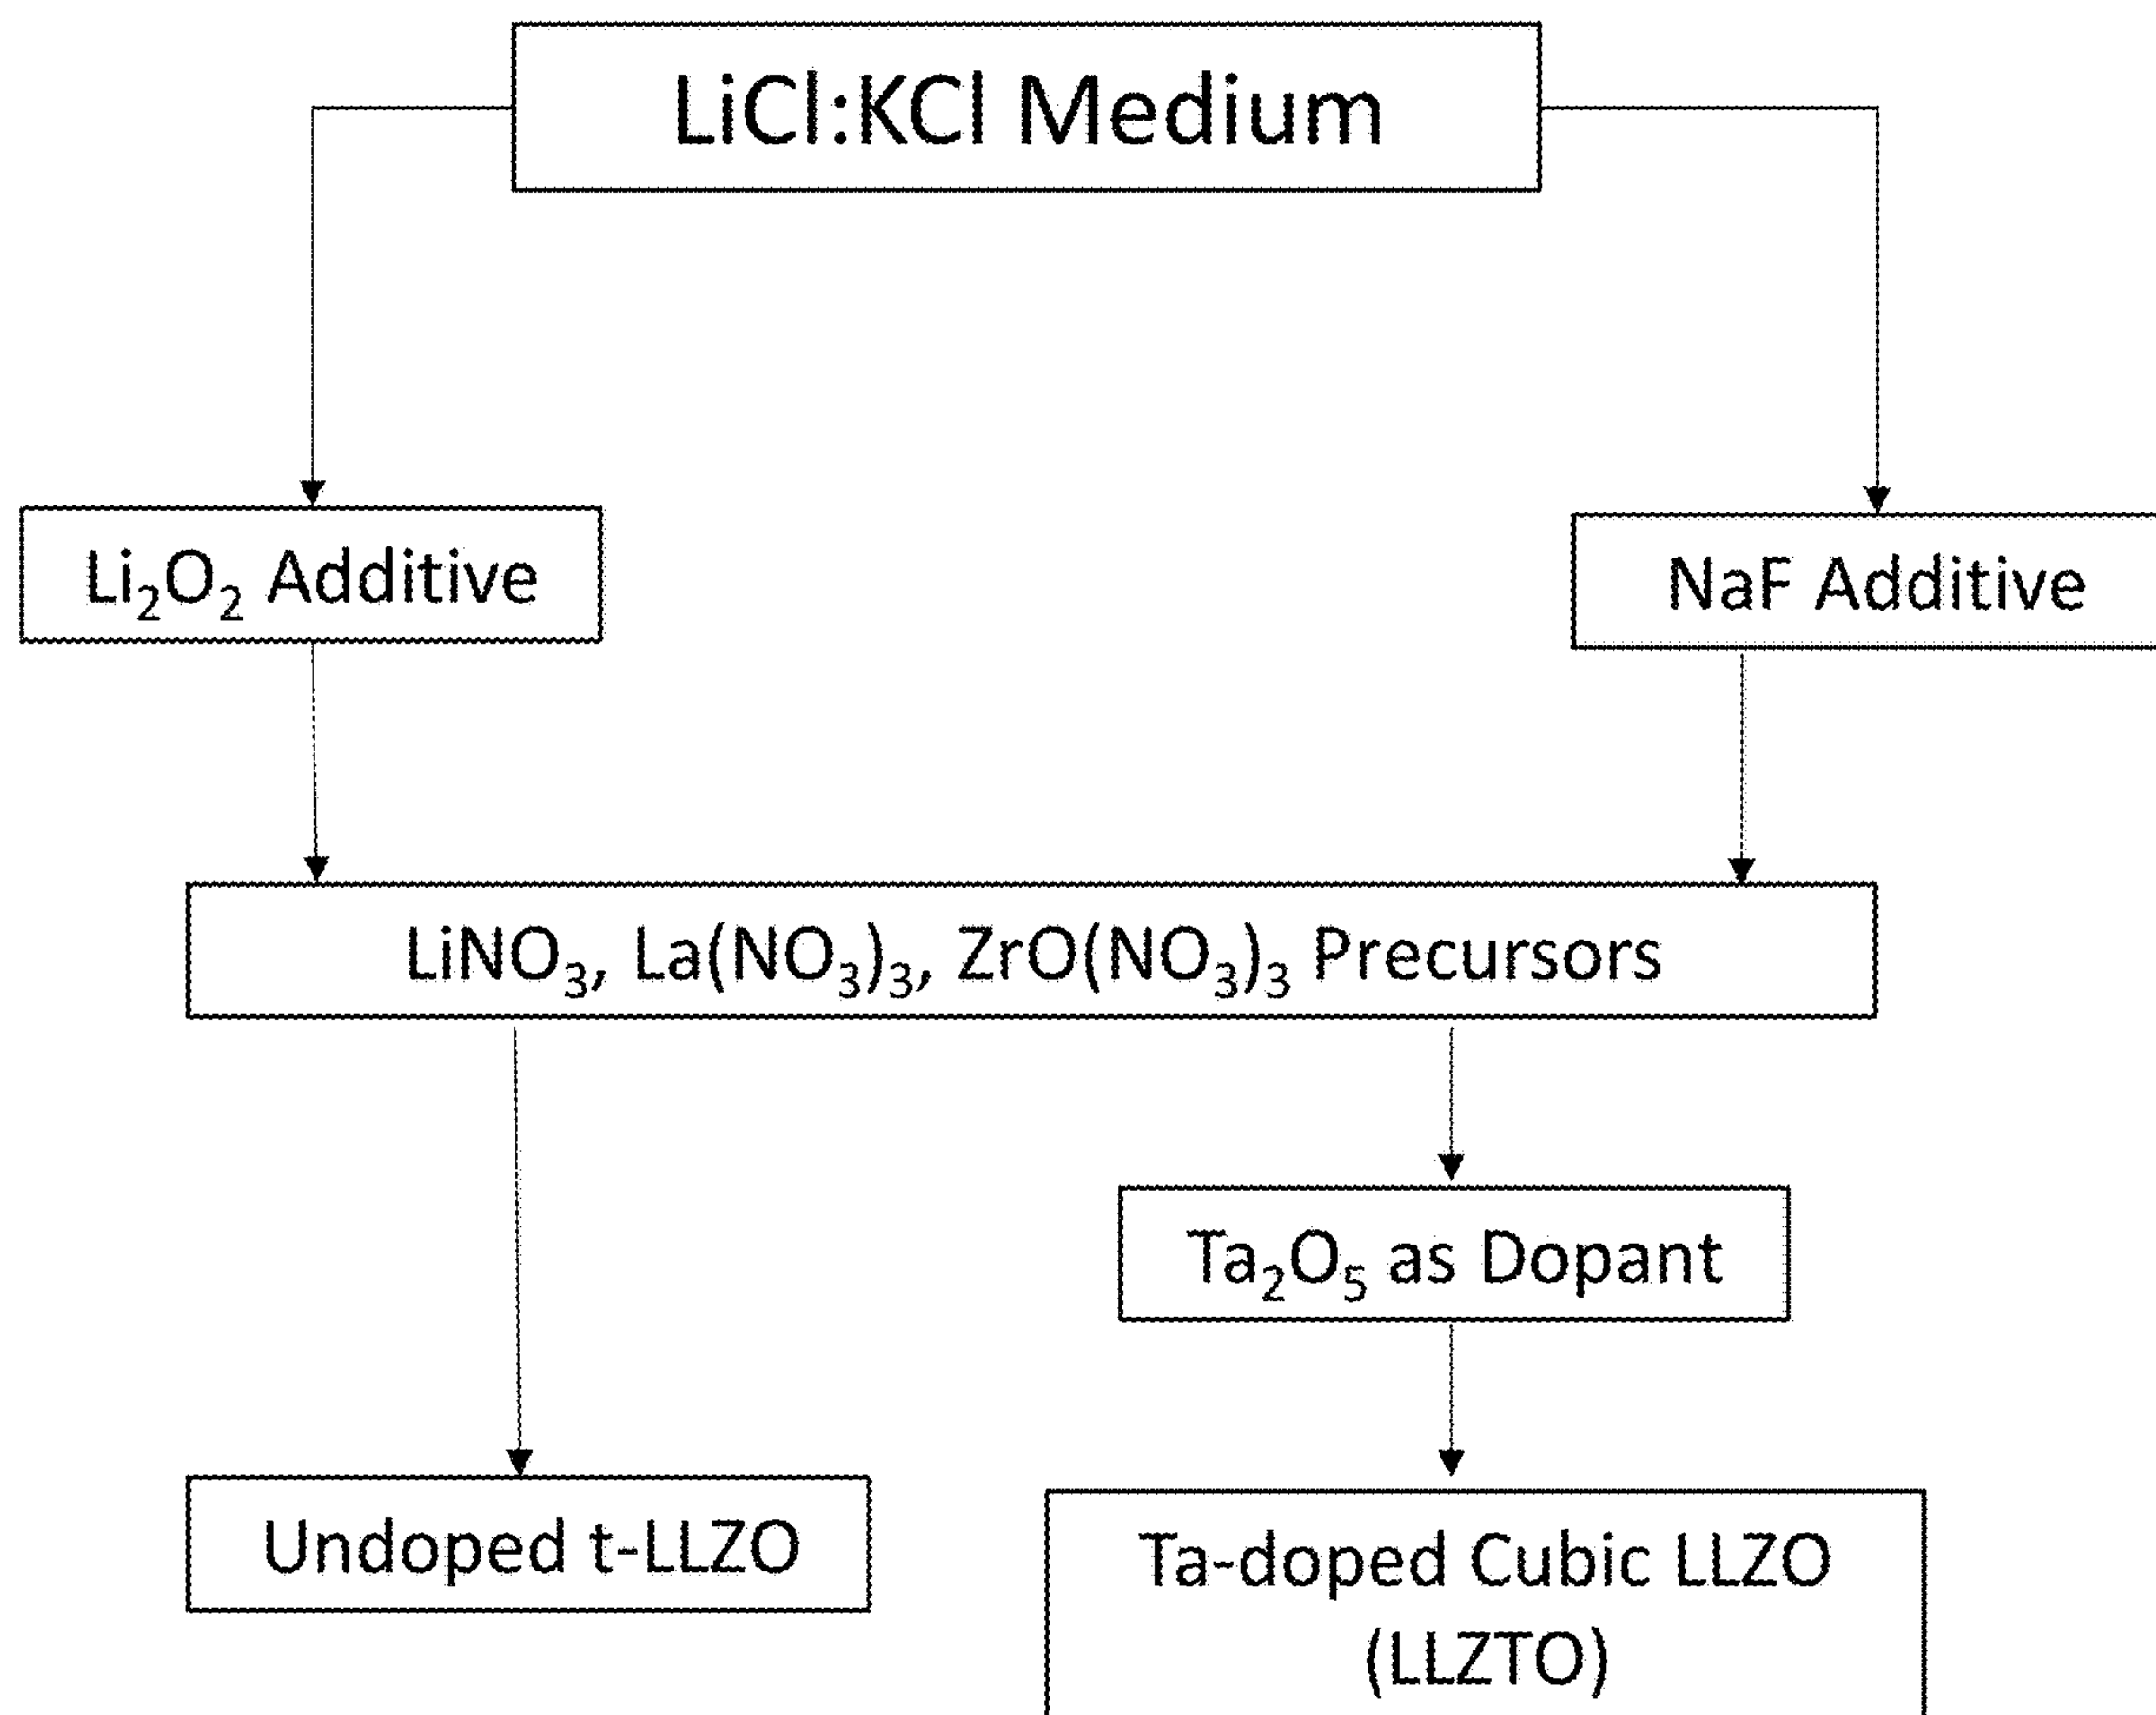 LiCl:KCl Medium
Li₂O₂ Additive
NaF Additive
LiNO₃, La(NO₃)₃, ZrO(NO₃)₃ Precursors
Ta₂O₅ as Dopant
Undoped t-LLZO
Ta-doped Cubic LLZO
(LLZTO)